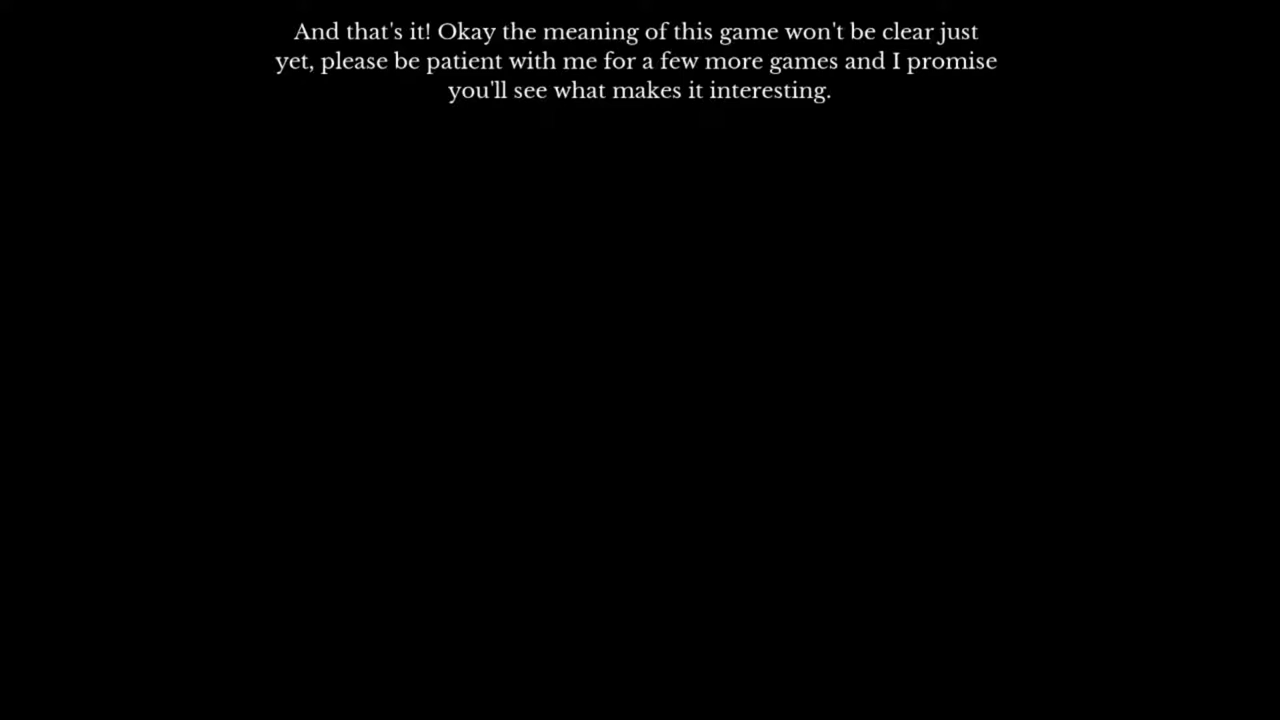 And that's it! Okay the meaning of this game won't be clear just
yet, please be patient with me for a few more games and I promise
you'll see what makes it interesting.